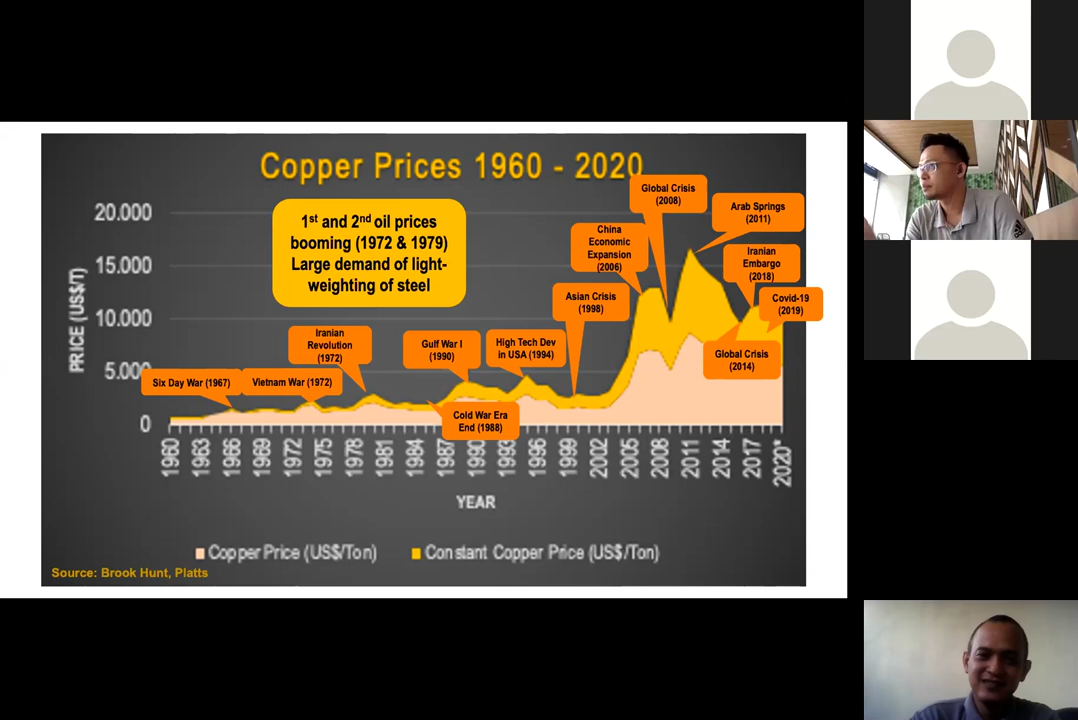 Copper Prices 1960 - 2020
20.000
15.000
10.000
5.000
0
PRICE (US$/T)
1st and 2nd oil prices
booming (1972 & 1979)
Large demand of light-
weighting of steel
Six Day War (1967)
Vietnam War (1972)
Iranian
Revolution
(1972)
Gulf War I
(1990)
Cold War Era
End (1988)
High Tech Dev
in USA (1994)
Asian Crisis
(1998)
China
Economic
Expansion
(2006)
Global Crisis
(2008)
Arab Springs
(2011)
Iranian
Embargo
(2018)
Covid-19
(2019)
Global Crisis
(2014)
1960
1963
1966
1969
1972
1975
1978
1981
1984
1987
1990
1993
1996
1999
2002
2005
2008
2011
2014
2017
2020*
YEAR
Copper Price (US$/Ton)
Constant Copper Price (US$/Ton)
Source: Brook Hunt, Platts